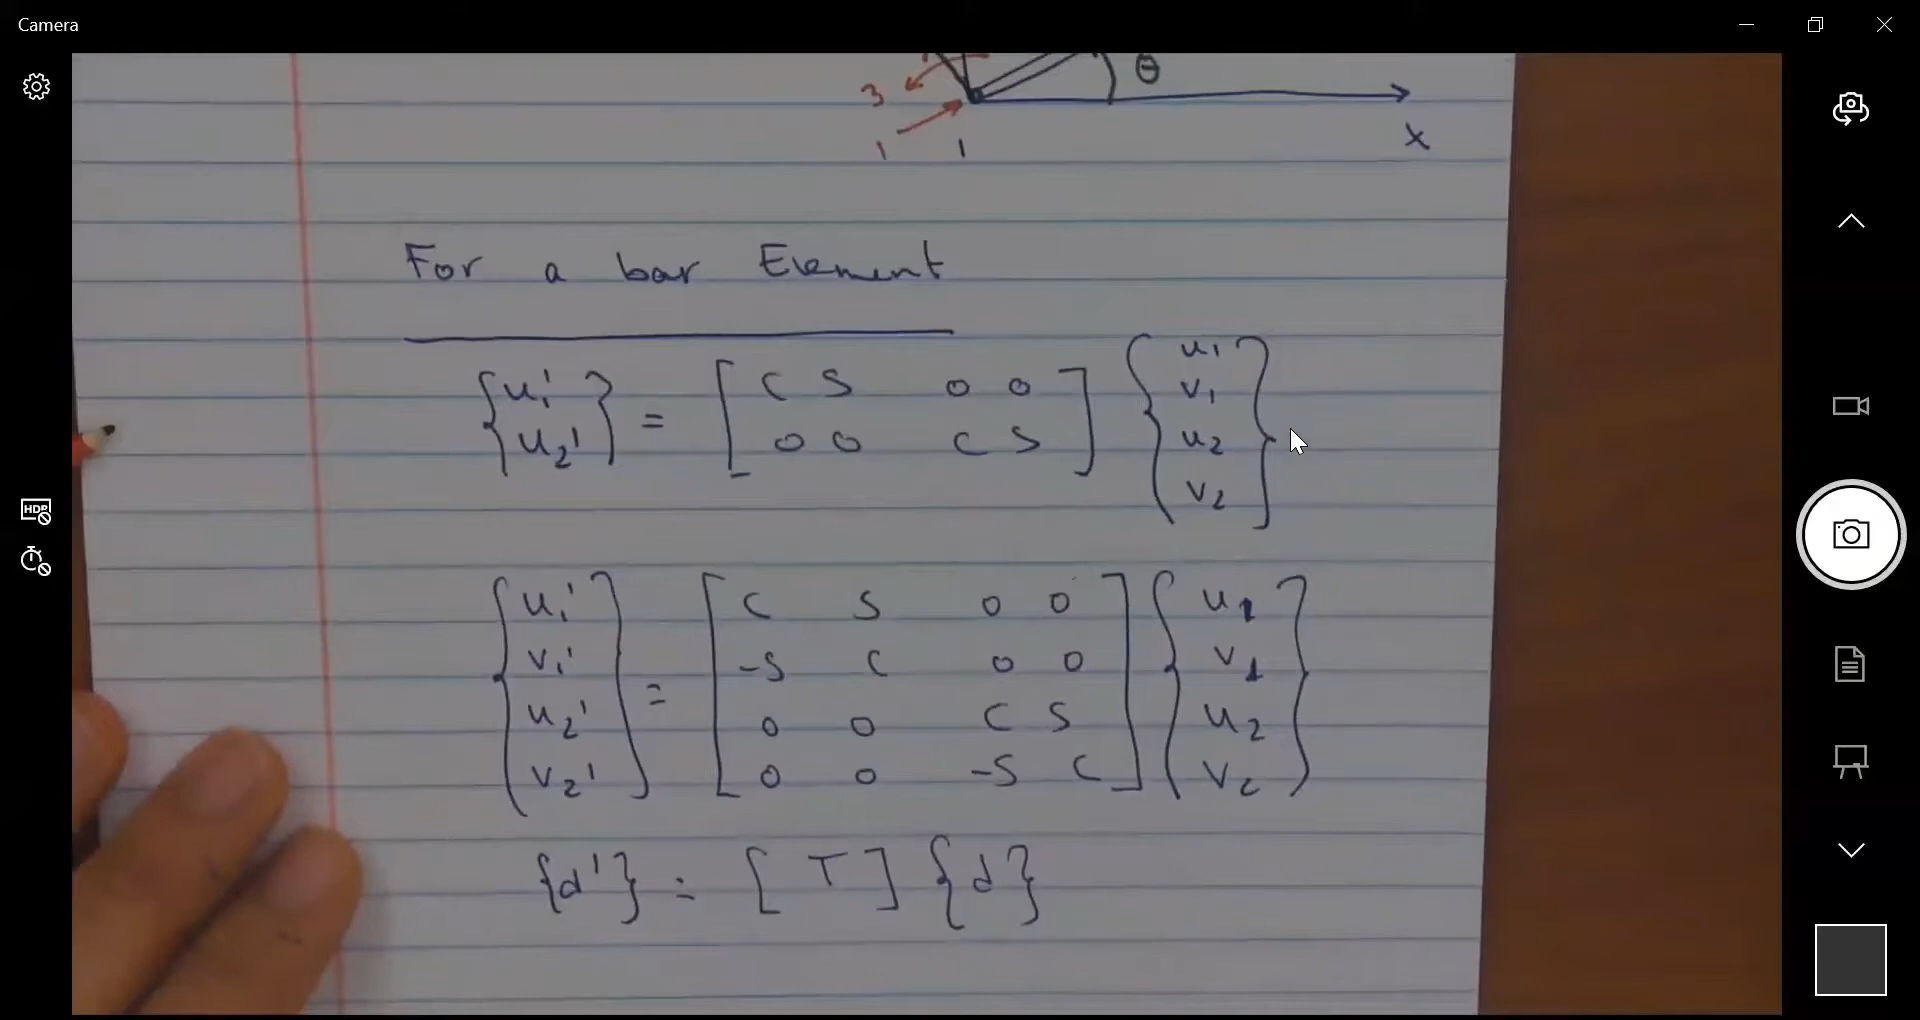 Camera
3
θ
1 1
x
For a bar Element
{u1' u2'} = [C S 0 0; 0 0 C S] {u1 v1 u2 v2}
{u1' v1' u2' v2'} = [C S 0 0; -S C 0 0; 0 0 C S; 0 0 -S C] {u1 v1 u2 v2}
{d'} = [T] {d}
HDR